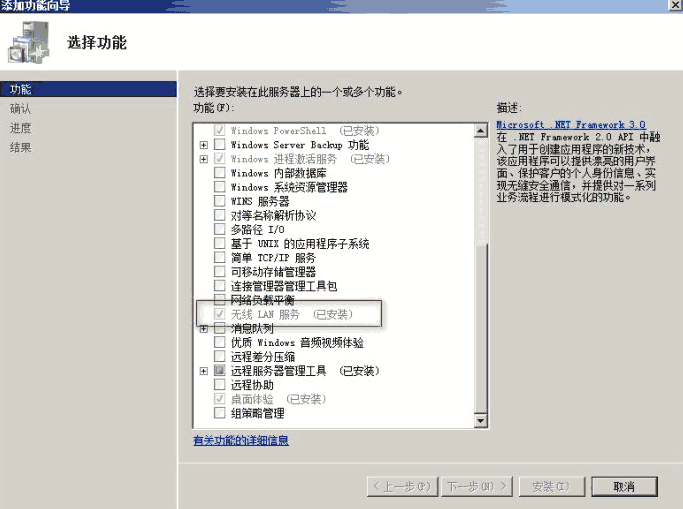 添加功能向导
选择功能
功能
确认
进度
结果
选择要安装在此服务器上的一个或多个功能。
功能(F):
Windows PowerShell (已安装)
Windows Server Backup 功能
Windows 进程激活服务 (已安装)
Windows 内部数据库
Windows 系统资源管理器
WINS 服务器
对等名称解析协议
多路径 I/O
基于 UNIX 的应用程序子系统
简单 TCP/IP 服务
可移动存储管理器
连接管理器管理工具包
网络负载平衡
无线 LAN 服务 (已安装)
消息队列
优质 Windows 音频视频体验
远程差分压缩
远程服务器管理工具 (已安装)
远程协助
桌面体验 (已安装)
组策略管理
有关功能的详细信息
描述:
Microsoft .NET Framework 3.0
在 .NET Framework 2.0 API 中融
入了用于创建应用程序的新技术,
该应用程序可以提供漂亮的用户界
面、保护客户的个人身份信息、实
现无缝安全通信，并提供对一系列
业务流程进行模式化的功能。
< 上一步(P)
下一步(N) >
安装(I)
取消